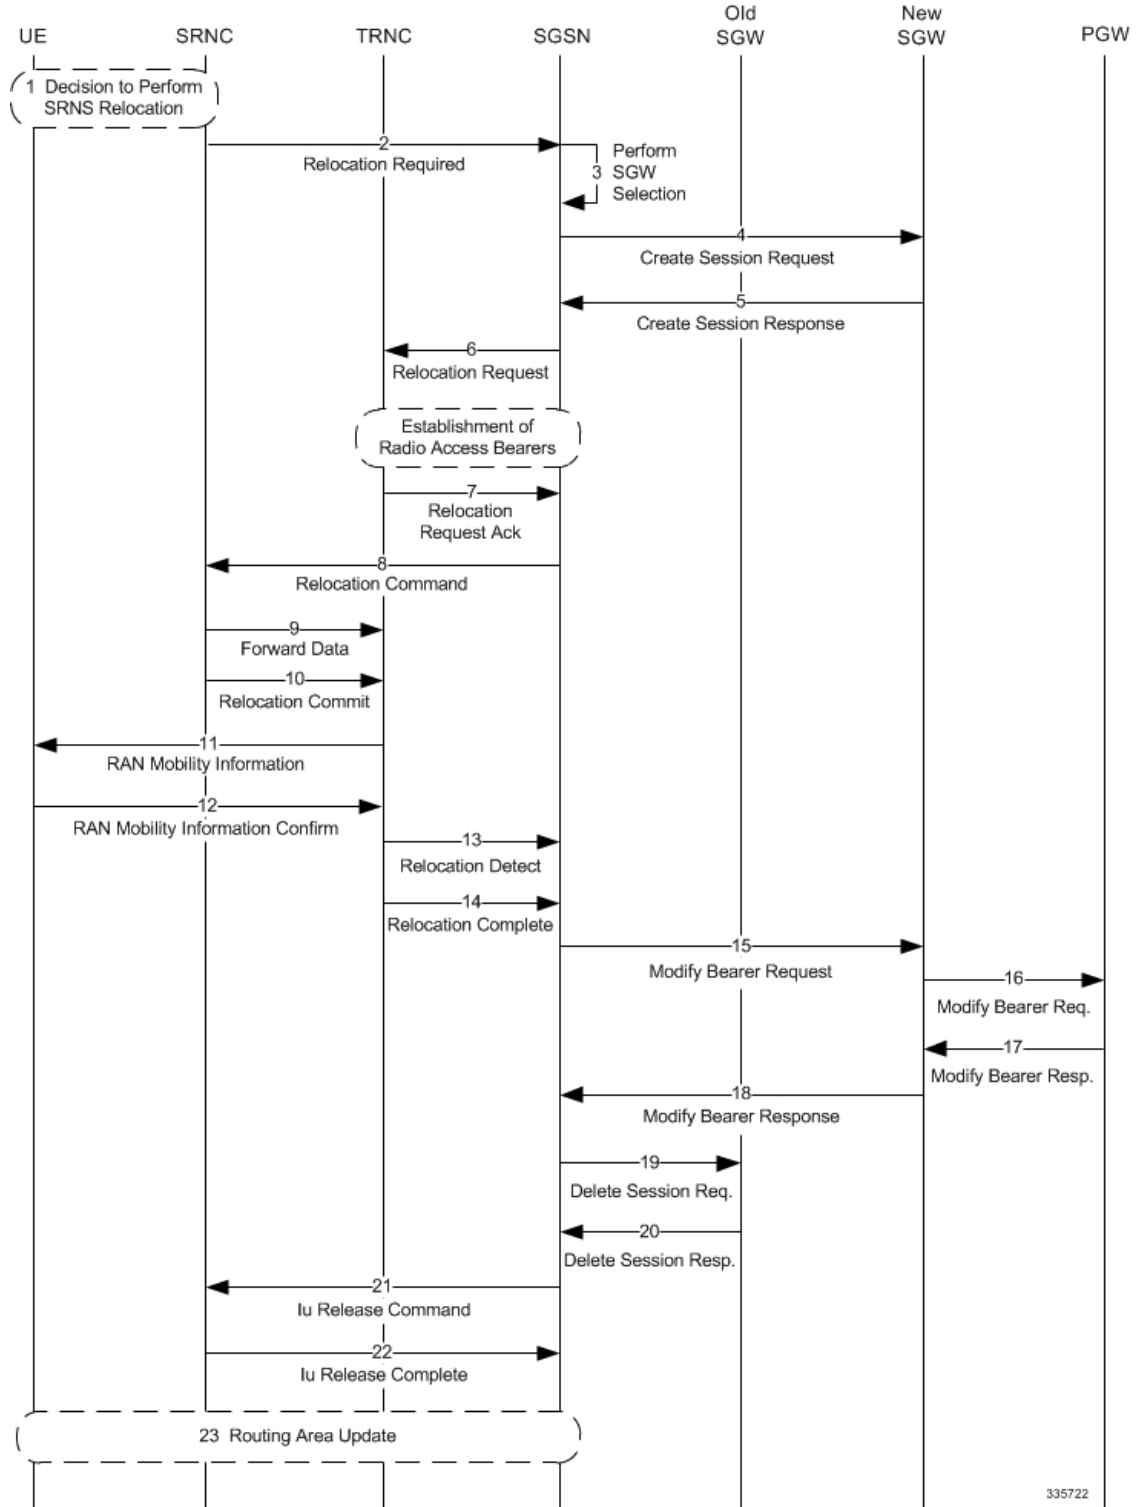 UE
SRNC
TRNC
SGSN
Old
SGW
New
SGW
PGW
1 Decision to Perform
SRNS Relocation
2
Relocation Required
Perform
3 SGW
Selection
4
Create Session Request
5
Create Session Response
6
Relocation Request
Establishment of
Radio Access Bearers
7
Relocation
Request Ack
8
Relocation Command
9
Forward Data
10
Relocation Commit
11
RAN Mobility Information
12
RAN Mobility Information Confirm
13
Relocation Detect
14
Relocation Complete
15
Modify Bearer Request
16
Modify Bearer Req.
17
Modify Bearer Resp.
18
Modify Bearer Response
19
Delete Session Req.
20
Delete Session Resp.
21
Iu Release Command
22
Iu Release Complete
23 Routing Area Update
335722